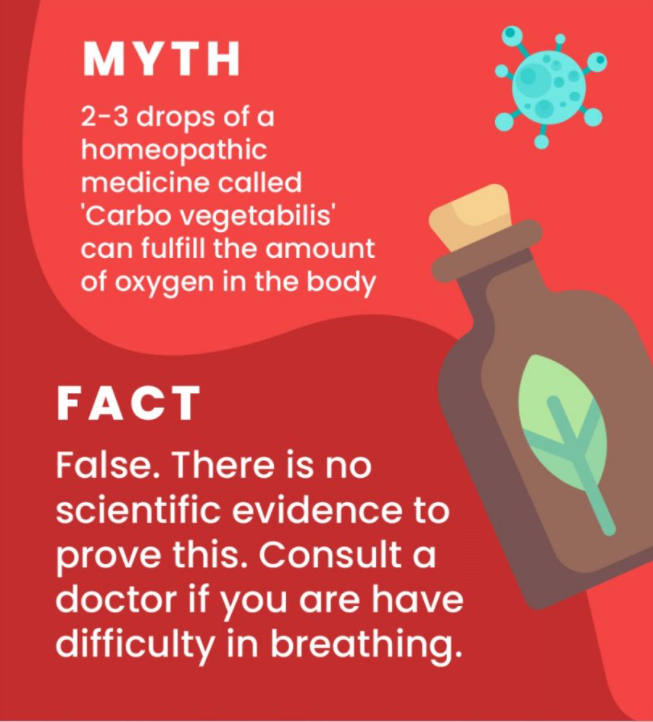 MYTH
2-3 drops of a
homeopathic
medicine called
'Carbo vegetabilis'
can fulfill the amount
of oxygen in the body
FACT
False. There is no
scientific evidence to
prove this. Consult a
doctor if you are have
difficulty in breathing.